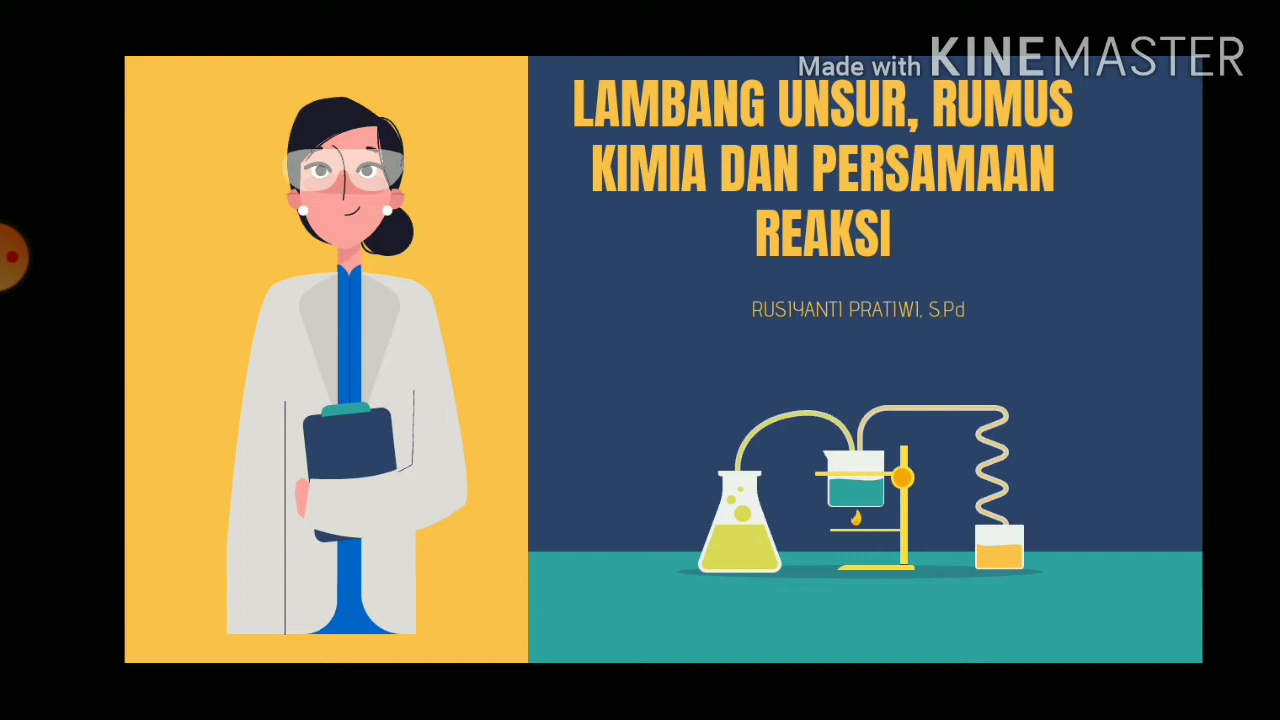 Made with KINEMASTER
LAMBANG UNSUR, RUMUS
KIMIA DAN PERSAMAAN
REAKSI
RUSIYANTI PRATIWI, S.Pd